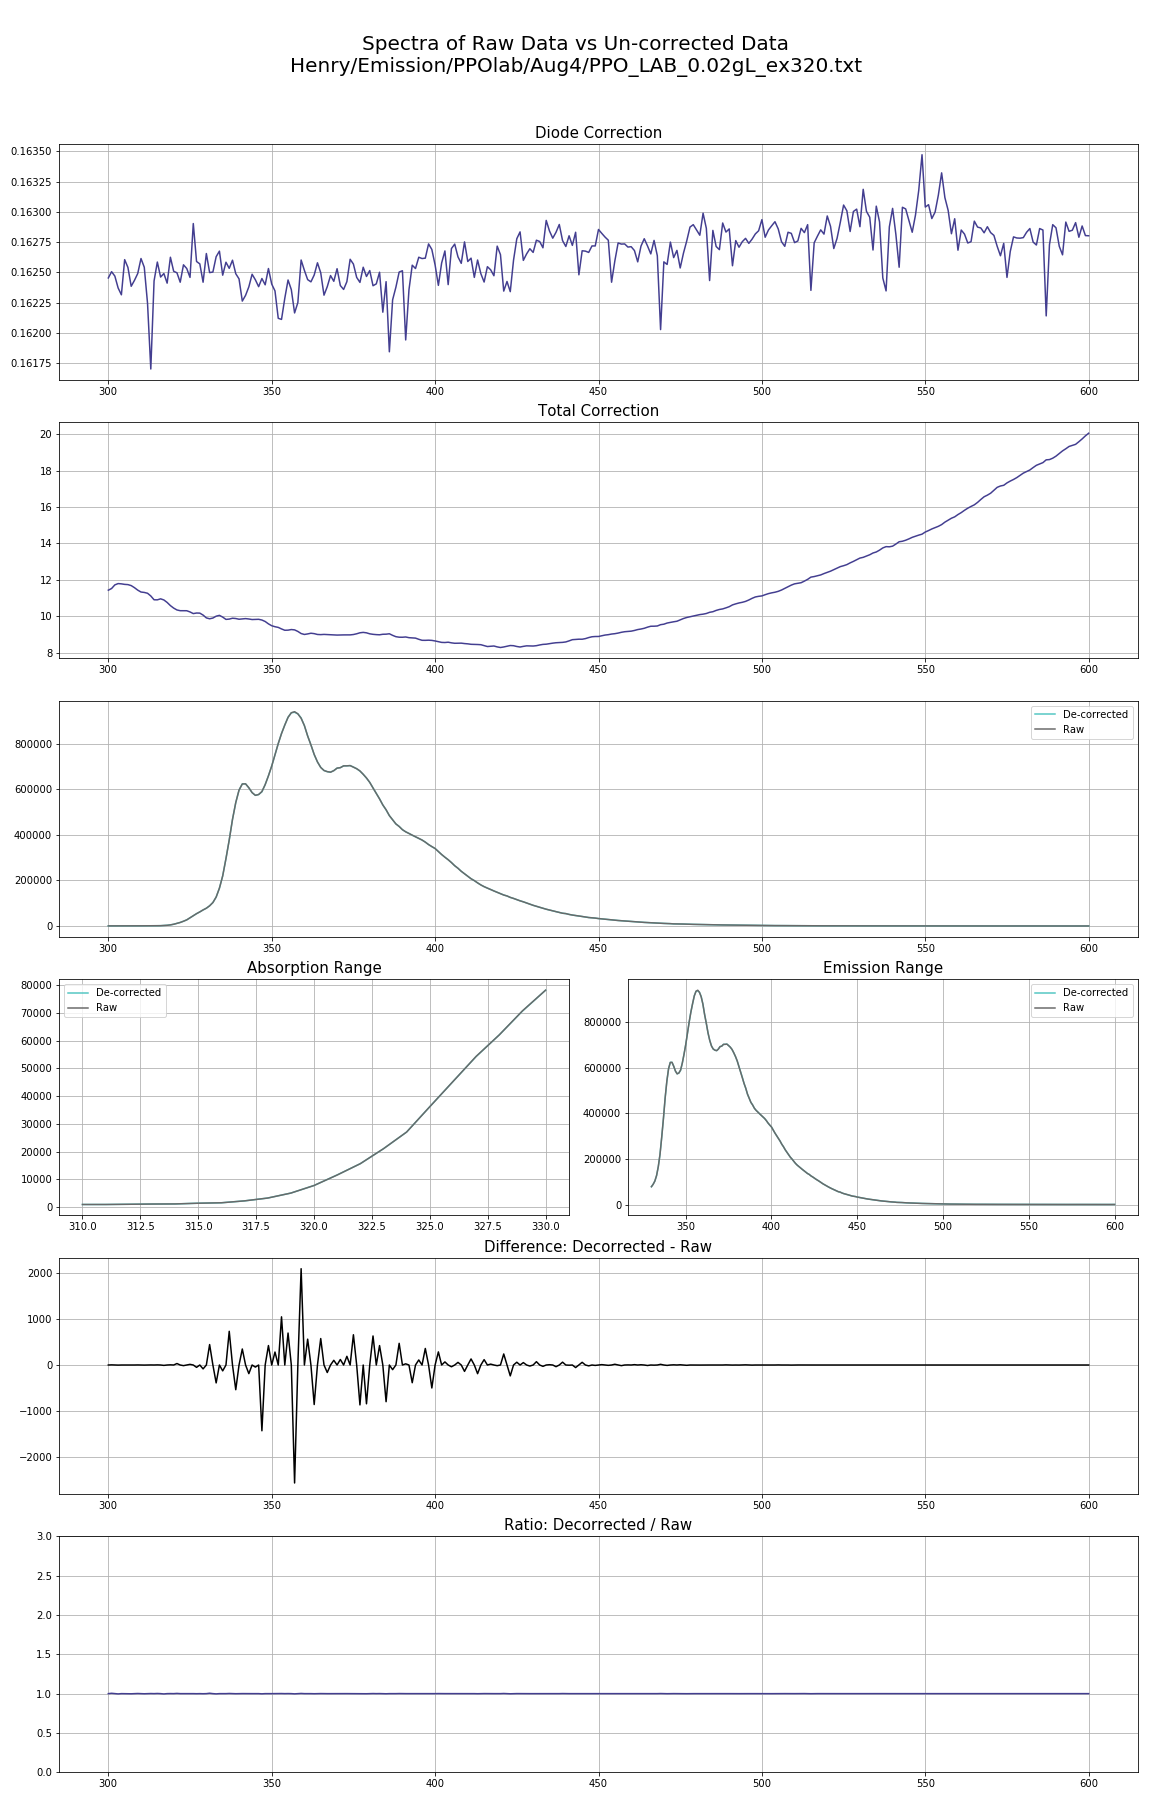 Spectra of Raw Data vs Un-corrected Data
Henry/Emission/PPOlab/Aug4/PPO_LAB_0.02gL_ex320.txt
Diode Correction
0.16350
0.16325
0.16300
0.16275
0.16250
0.16225
0.16200
0.16175
300 350 400 450 500 550 600
Total Correction
20
18
16
14
12
10
8
300 350 400 450 500 550 600
De-corrected
Raw
800000
600000
400000
200000
0
300 350 400 450 500 550 600
Absorption Range
De-corrected
Raw
80000
70000
60000
50000
40000
30000
20000
10000
0
310.0 312.5 315.0 317.5 320.0 322.5 325.0 327.5 330.0
Emission Range
De-corrected
Raw
800000
600000
400000
200000
0
350 400 450 500 550 600
Difference: Decorrected - Raw
2000
1000
0
−1000
−2000
300 350 400 450 500 550 600
Ratio: Decorrected / Raw
3.0
2.5
2.0
1.5
1.0
0.5
0.0
300 350 400 450 500 550 600